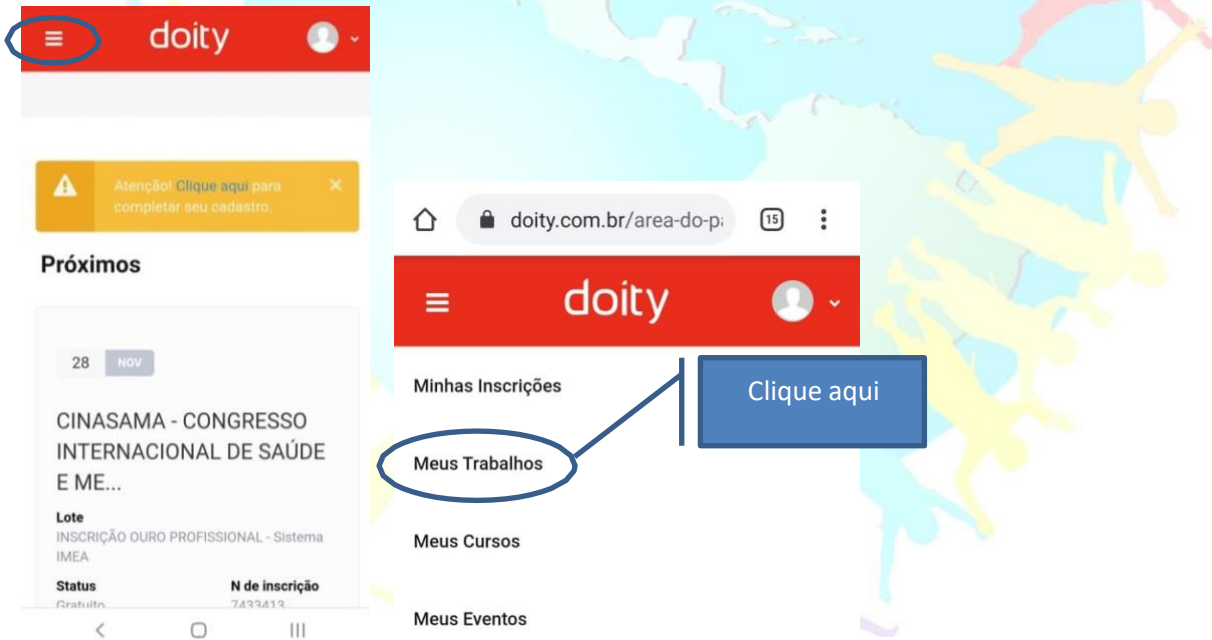 doity
Atenção! Clique aqui para
completar seu cadastro.
Próximos
28 NOV
CINASAMA - CONGRESSO
INTERNACIONAL DE SAÚDE
E ME...
Lote
INSCRIÇÃO OURO PROFISSIONAL - Sistema
IMEA
Status N de inscrição
Gratuito 7433413
doity.com.br/area-do-pa
15
doity
Minhas Inscrições
Clique aqui
Meus Trabalhos
Meus Cursos
Meus Eventos